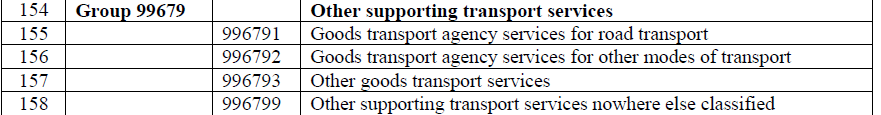 154 Group 99679 Other supporting transport services
155 996791 Goods transport agency services for road transport
156 996792 Goods transport agency services for other modes of transport
157 996793 Other goods transport services
158 996799 Other supporting transport services nowhere else classified